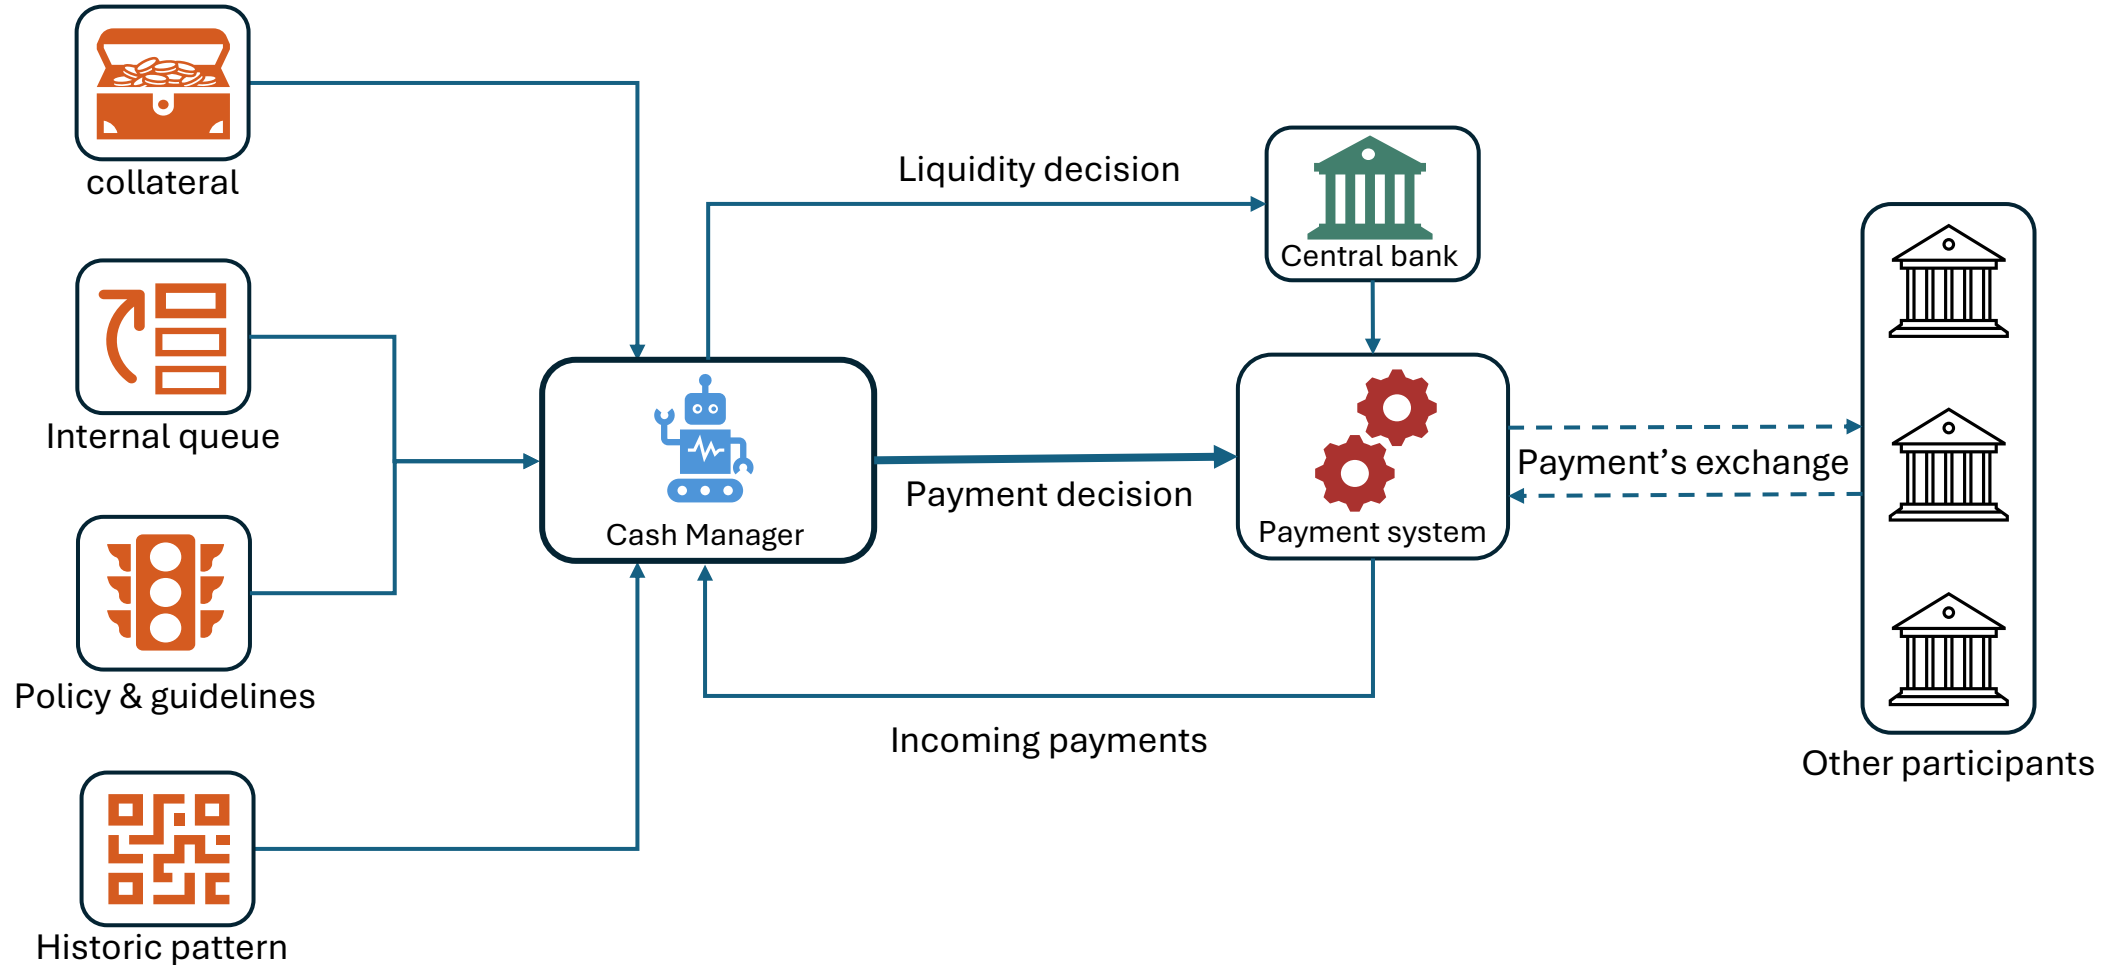 collateral
Internal queue
Policy & guidelines
Historic pattern
Cash Manager
Liquidity decision
Payment decision
Incoming payments
Central bank
Payment system
Payment’s exchange
Other participants